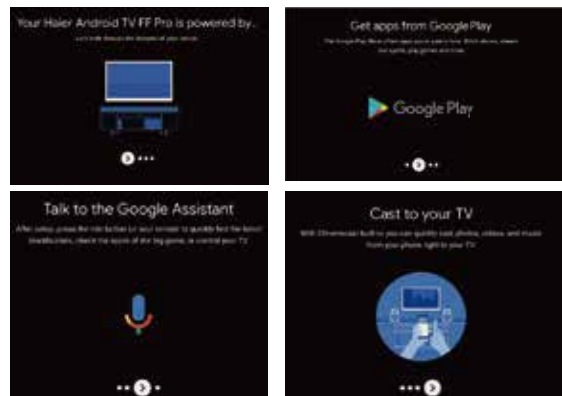 Your Haier Android TV FF Pro is powered by...
Get apps from Google Play
Google Play
Talk to the Google Assistant
After setup, press the mic button on your remote to quickly find the latest
blockbusters, check the score of the big game, or control your TV
Cast to your TV
With Chromecast built-in you can quickly cast photos, videos, and music
from your phone right to your TV